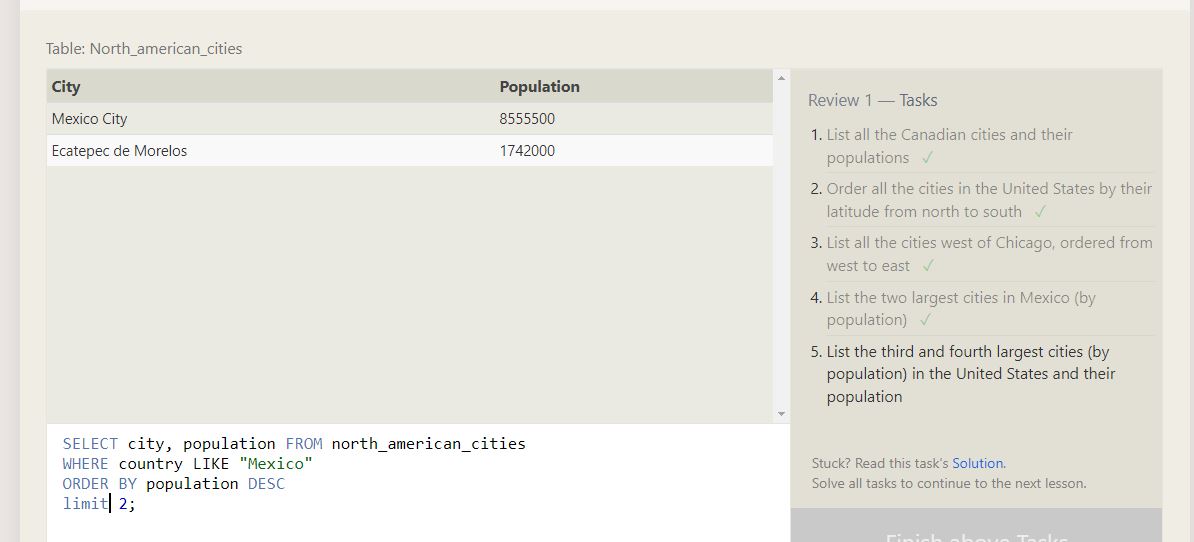 Table: North_american_cities
City Population
Mexico City 8555500
Ecatepec de Morelos 1742000
SELECT city, population FROM north_american_cities
WHERE country LIKE "Mexico"
ORDER BY population DESC
limit 2;
Review 1 — Tasks
1. List all the Canadian cities and their
populations ✓
2. Order all the cities in the United States by their
latitude from north to south ✓
3. List all the cities west of Chicago, ordered from
west to east ✓
4. List the two largest cities in Mexico (by
population) ✓
5. List the third and fourth largest cities (by
population) in the United States and their
population
Stuck? Read this task's Solution.
Solve all tasks to continue to the next lesson.
Finish above Tasks